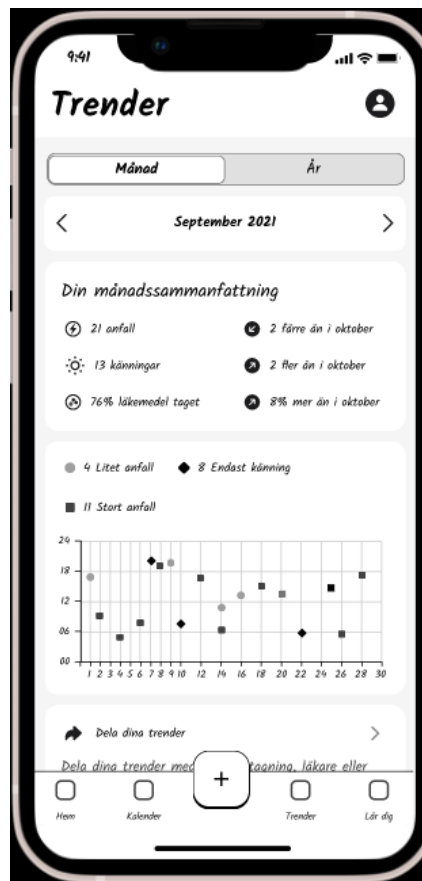 9:41
Trender
Månad År
September 2021
Din månadssammanfattning
21 anfall 2 färre än i oktober
13 känningar 2 fler än i oktober
76% läkemedel taget 8% mer än i oktober
4 Litet anfall 8 Endast känning
11 Stort anfall
24
18
12
06
00
1 2 3 4 5 6 7 8 9 10 12 14 16 18 20 22 24 26 28 30
Dela dina trender
Dela dina trender med tagning, läkare eller
+
Hem Kalender Trender Lär dig